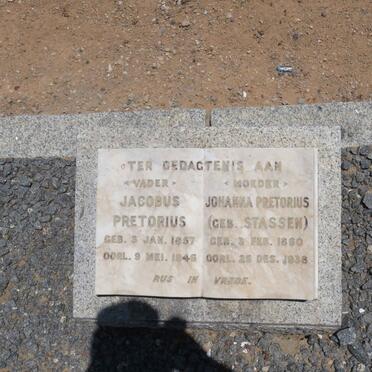 TER GEDAGTENIS AAN
VADER
JACOBUS
PRETORIUS
GEB. 3 JAN. 1857
OORL. 9 MEI. 1945
MOEDER
JOHANNA PRETORIUS
(GEB. STASSEN)
GEB. 3 FEB. 1860
OORL. 25 DES. 1938
RUS IN VREDE.